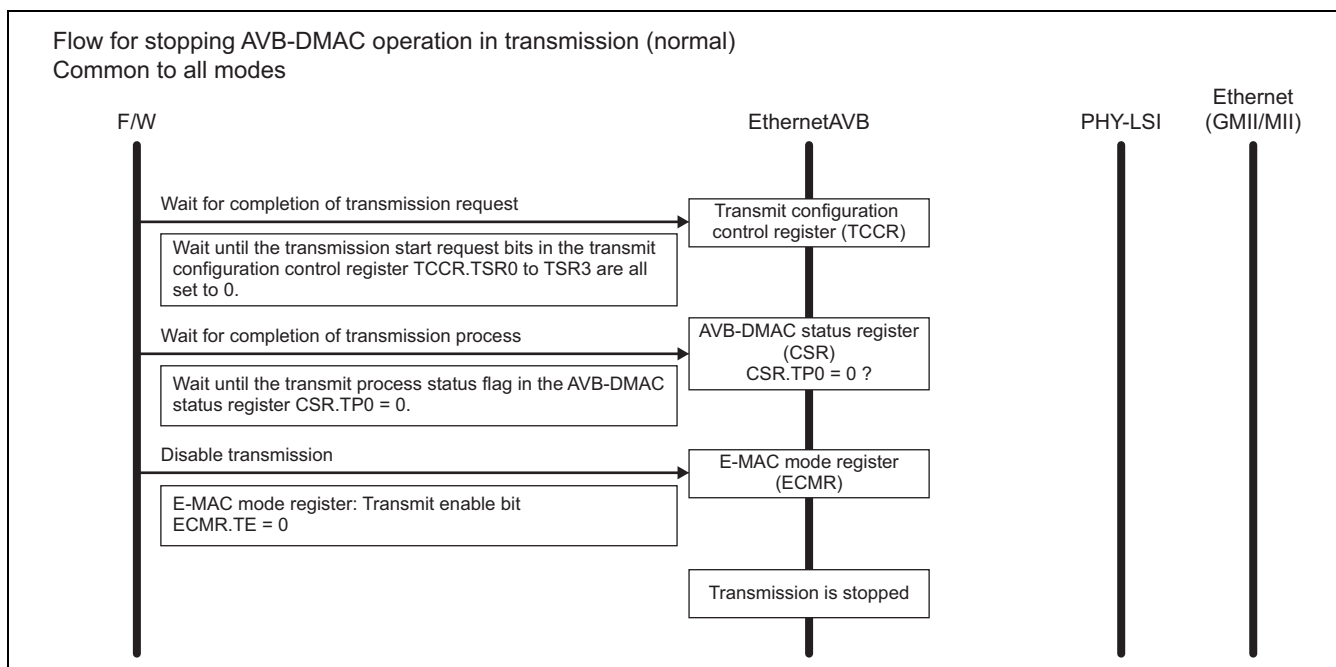 Flow for stopping AVB-DMAC operation in transmission (normal)
Common to all modes
F/W
EthernetAVB
PHY-LSI
Ethernet
(GMII/MII)
Wait for completion of transmission request
Transmit configuration
control register (TCCR)
Wait until the transmission start request bits in the transmit
configuration control register TCCR.TSR0 to TSR3 are all
set to 0.
Wait for completion of transmission process
AVB-DMAC status register
(CSR)
CSR.TP0 = 0 ?
Wait until the transmit process status flag in the AVB-DMAC
status register CSR.TP0 = 0.
Disable transmission
E-MAC mode register
(ECMR)
E-MAC mode register: Transmit enable bit
ECMR.TE = 0
Transmission is stopped